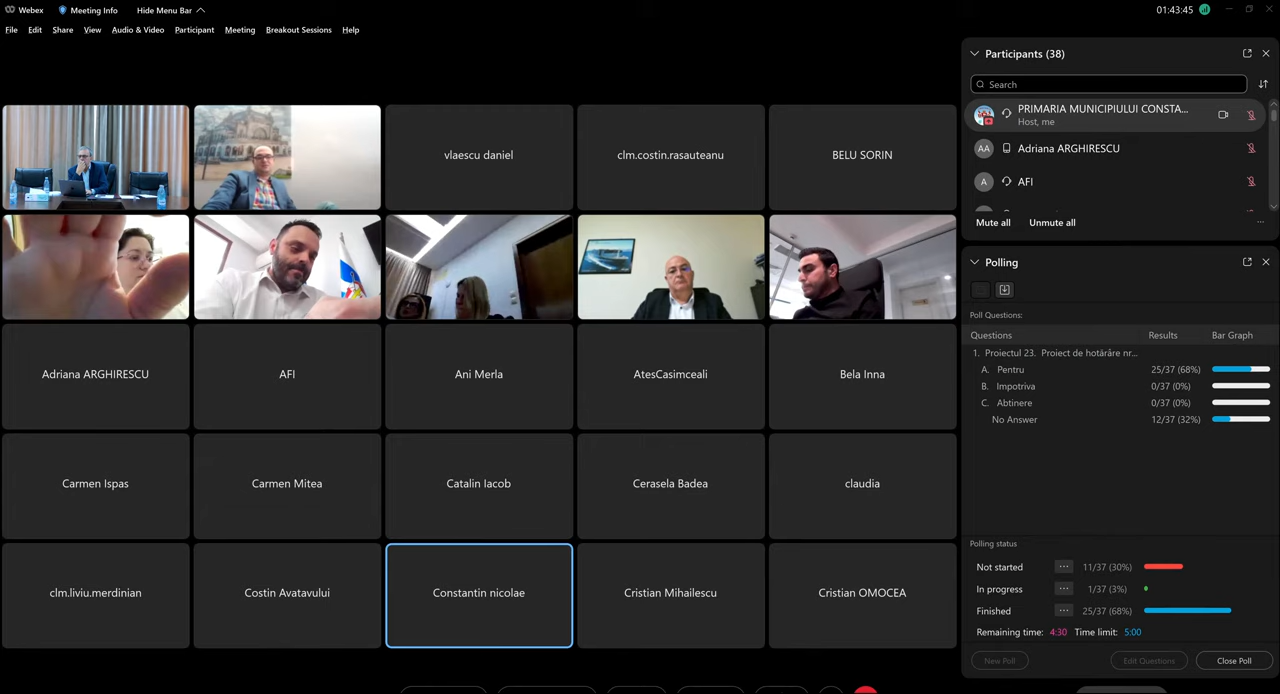 Webex
Meeting Info
Hide Menu Bar
01:43:45
File Edit Share View Audio & Video Participant Meeting Breakout Sessions Help
vlaescu daniel
clm.costin.rasauteanu
BELU SORIN
Adriana ARGHIRESCU
AFI
Ani Merla
AtesCasimceali
Bela Inna
Carmen Ispas
Carmen Mitea
Catalin Iacob
Cerasela Badea
claudia
clm.liviu.merdinian
Costin Avatavului
Constantin nicolae
Cristian Mihailescu
Cristian OMOCEA
Participants (38)
Search
PRIMARIA MUNICIPIULUI CONSTA...
Host, me
AA Adriana ARGHIRESCU
A AFI
Mute all Unmute all
Polling
Poll Questions:
Questions Results Bar Graph
1. Proiectul 23. Proiect de hotărâre nr...
A. Pentru 25/37 (68%)
B. Impotriva 0/37 (0%)
C. Abtinere 0/37 (0%)
No Answer 12/37 (32%)
Polling status
Not started ... 11/37 (30%)
In progress ... 1/37 (3%)
Finished ... 25/37 (68%)
Remaining time: 4:30 Time limit: 5:00
New Poll Edit Questions Close Poll